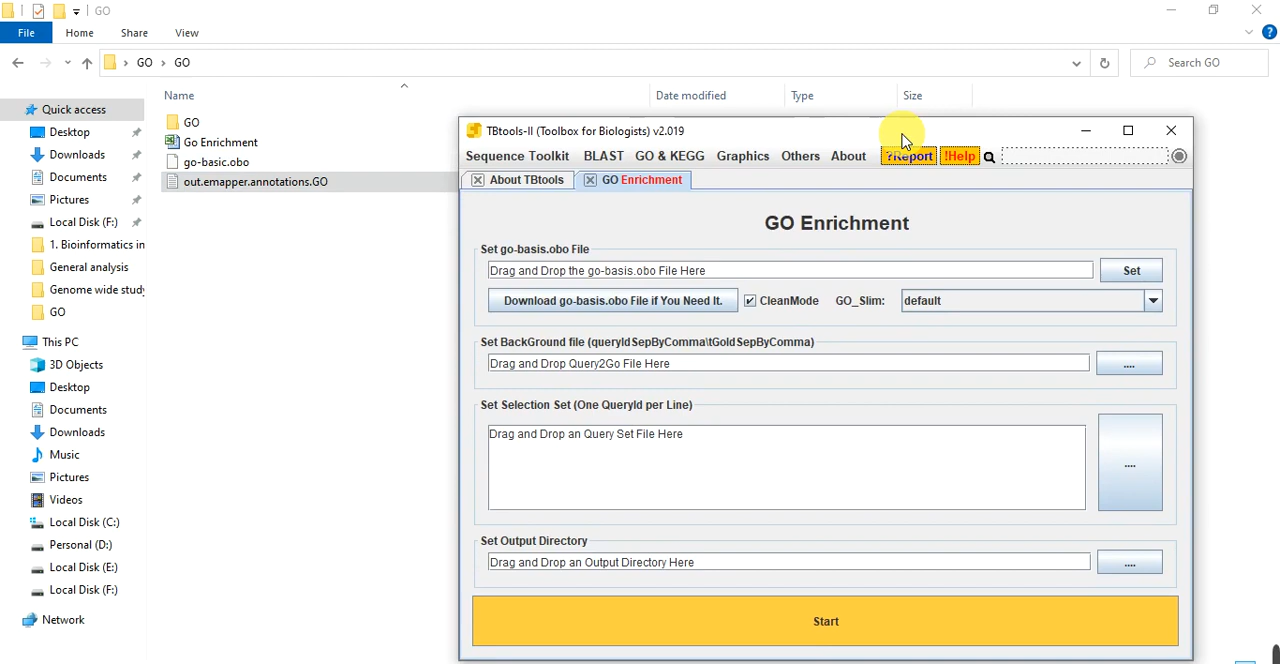 GO
File Home Share View
GO › GO
Search GO
Name Date modified Type Size
Quick access
Desktop
Downloads
Documents
Pictures
Local Disk (F:)
1. Bioinformatics in
General analysis
Genome wide study
GO
This PC
3D Objects
Desktop
Documents
Downloads
Music
Pictures
Videos
Local Disk (C:)
Personal (D:)
Local Disk (E:)
Local Disk (F:)
Network
GO
Go Enrichment
go-basic.obo
out.emapper.annotations.GO
TBtools-II (Toolbox for Biologists) v2.019
Sequence Toolkit BLAST GO & KEGG Graphics Others About ?Report !Help
About TBtools GO Enrichment
GO Enrichment
Set go-basis.obo File
Drag and Drop the go-basis.obo File Here Set
Download go-basis.obo File if You Need It. CleanMode GO_Slim: default
Set BackGround file (queryIdSepByComma\tGoIdSepByComma)
Drag and Drop Query2Go File Here ....
Set Selection Set (One QueryId per Line)
Drag and Drop an Query Set File Here
....
Set Output Directory
Drag and Drop an Output Directory Here ....
Start